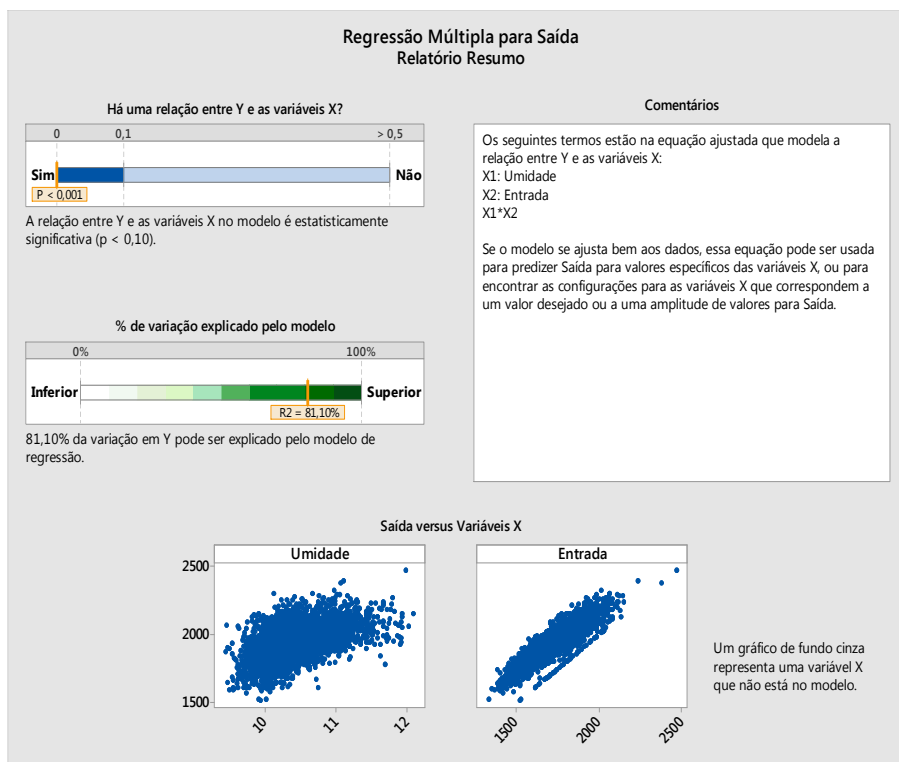 Regressão Múltipla para Saída
Relatório Resumo
Há uma relação entre Y e as variáveis X?
0 0,1 > 0,5
Sim Não
P < 0,001
A relação entre Y e as variáveis X no modelo é estatisticamente
significativa (p < 0,10).
% de variação explicado pelo modelo
0% 100%
Inferior Superior
R2 = 81,10%
81,10% da variação em Y pode ser explicado pelo modelo de
regressão.
Comentários
Os seguintes termos estão na equação ajustada que modela a
relação entre Y e as variáveis X:
X1: Umidade
X2: Entrada
X1*X2
Se o modelo se ajusta bem aos dados, essa equação pode ser usada
para predizer Saída para valores específicos das variáveis X, ou para
encontrar as configurações para as variáveis X que correspondem a
um valor desejado ou a uma amplitude de valores para Saída.
Saída versus Variáveis X
Umidade Entrada
2500
2000
1500
10 11 12
1500 2000 2500
Um gráfico de fundo cinza
representa uma variável X
que não está no modelo.